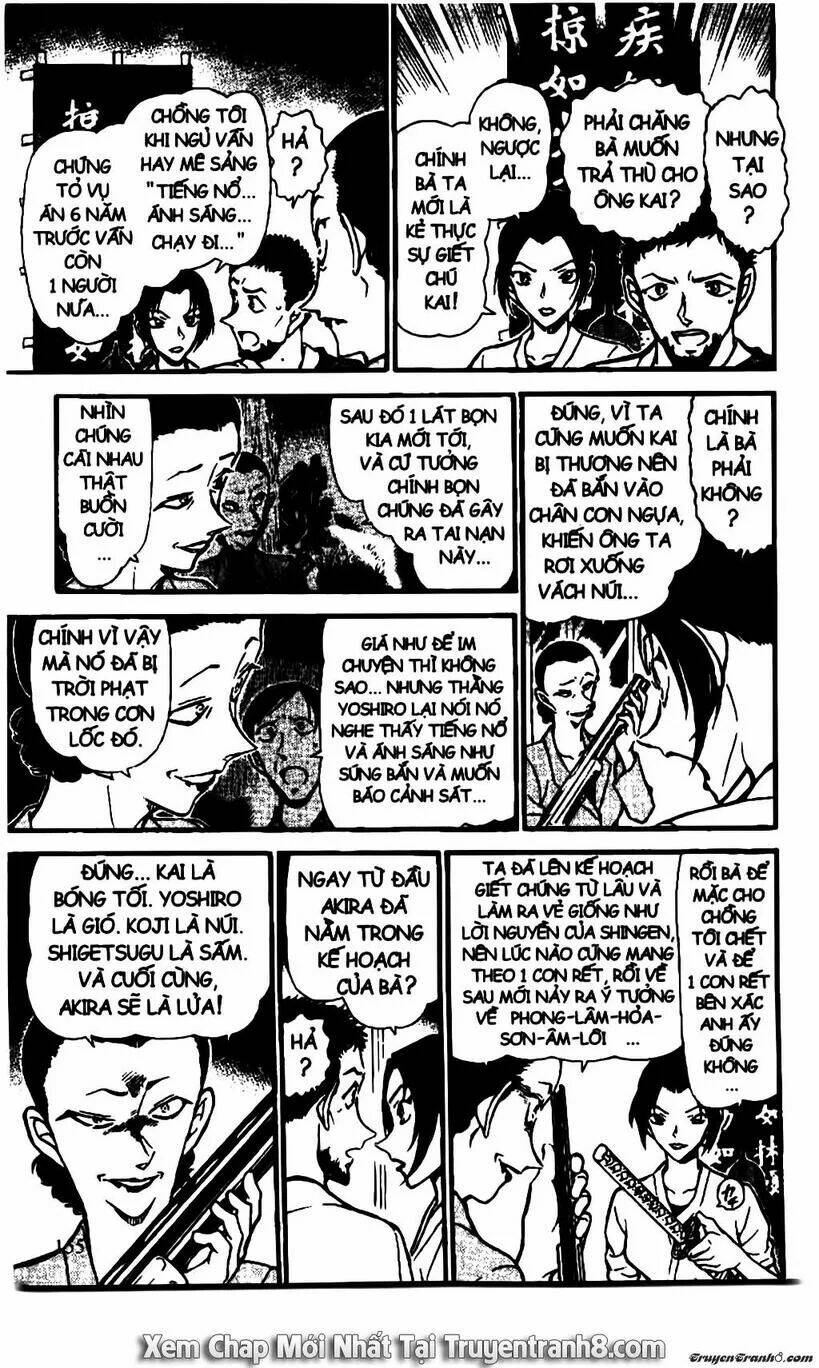 NHƯNG
TẠI
SAO
?
PHẢI CHĂNG
BÀ MUỐN
TRẢ THÙ CHO
ÔNG KAI?
KHÔNG,
NGƯỢC
LẠI...
CHÍNH
BÀ TA
MỚI LÀ
KẺ THỰC
SỰ GIẾT
CHÚ
KAI!
疾
掠
如
HẢ
?
CHỒNG TÔI
KHI NGỦ VẪN
HAY MÊ SẢNG
"TIẾNG NỔ...
ÁNH SÁNG...
CHẠY ĐI..."
CHỨNG
TỎ VỤ
ÁN 6 NĂM
TRƯỚC VẪN
CÒN
1 NGƯỜI
NƯA...
CHÍNH
LÀ BÀ
PHẢI
KHÔNG
?
ĐÚNG, VÌ TA
CŨNG MUỐN KAI
BỊ THƯƠNG NÊN
ĐÃ BẮN VÀO
CHÂN CON NGỰA,
KHIẾN ÔNG TA
RƠI XUỐNG
VÁCH NÚI...
SAU ĐÓ 1 LÁT BỌN
KIA MỚI TỚI,
VÀ CỨ TƯỞNG
CHÍNH BỌN
CHÚNG ĐÃ GÂY
RA TAI NẠN
NÀY...
NHÌN
CHÚNG
CÃI NHAU
THẬT
BUỒN
CƯỜI
...
GIÁ NHƯ ĐỂ IM
CHUYỆN THÌ KHÔNG
SAO... NHƯNG THẰNG
YOSHIRO LẠI NÓI NÓ
NGHE THẤY TIẾNG NỔ
VÀ ÁNH SÁNG NHƯ
SÚNG BẮN VÀ MUỐN
BÁO CẢNH SÁT...
CHÍNH VÌ VẬY
MÀ NÓ ĐÃ BỊ
TRỜI PHẠT
TRONG CƠN
LỐC ĐÓ.
RỒI BÀ ĐỂ
MẶC CHO
CHỒNG
TÔI CHẾT
VÀ ĐỂ
1 CON RẾT
BÊN XÁC
ANH ẤY
ĐÚNG
KHÔNG
...
TA ĐÃ LÊN KẾ HOẠCH
GIẾT CHÚNG TỪ LÂU VÀ
LÀM RA VẺ GIỐNG NHƯ
LỜI NGUYỀN CỦA SHINGEN,
NÊN LÚC NÀO CŨNG MANG
THEO 1 CON RẾT, RỒI VỀ
SAU MỚI NẢY RA Ý TƯỞNG
VỀ PHONG-LÂM-HỎA-
SƠN-ÂM-LÔI ...
NGAY TỪ ĐẦU
AKIRA ĐÃ
NẰM TRONG
KẾ HOẠCH
CỦA BÀ?
HẢ
?
ĐÚNG... KAI LÀ
BÓNG TỐI. YOSHIRO
LÀ GIÓ. KOJI LÀ NÚI.
SHIGETSUGU LÀ SẤM.
VÀ CUỐI CÙNG,
AKIRA SẼ LÀ LỬA!
Xem Chap Mới Nhất Tại Truyentranh8.com
TruyenTranh8.com